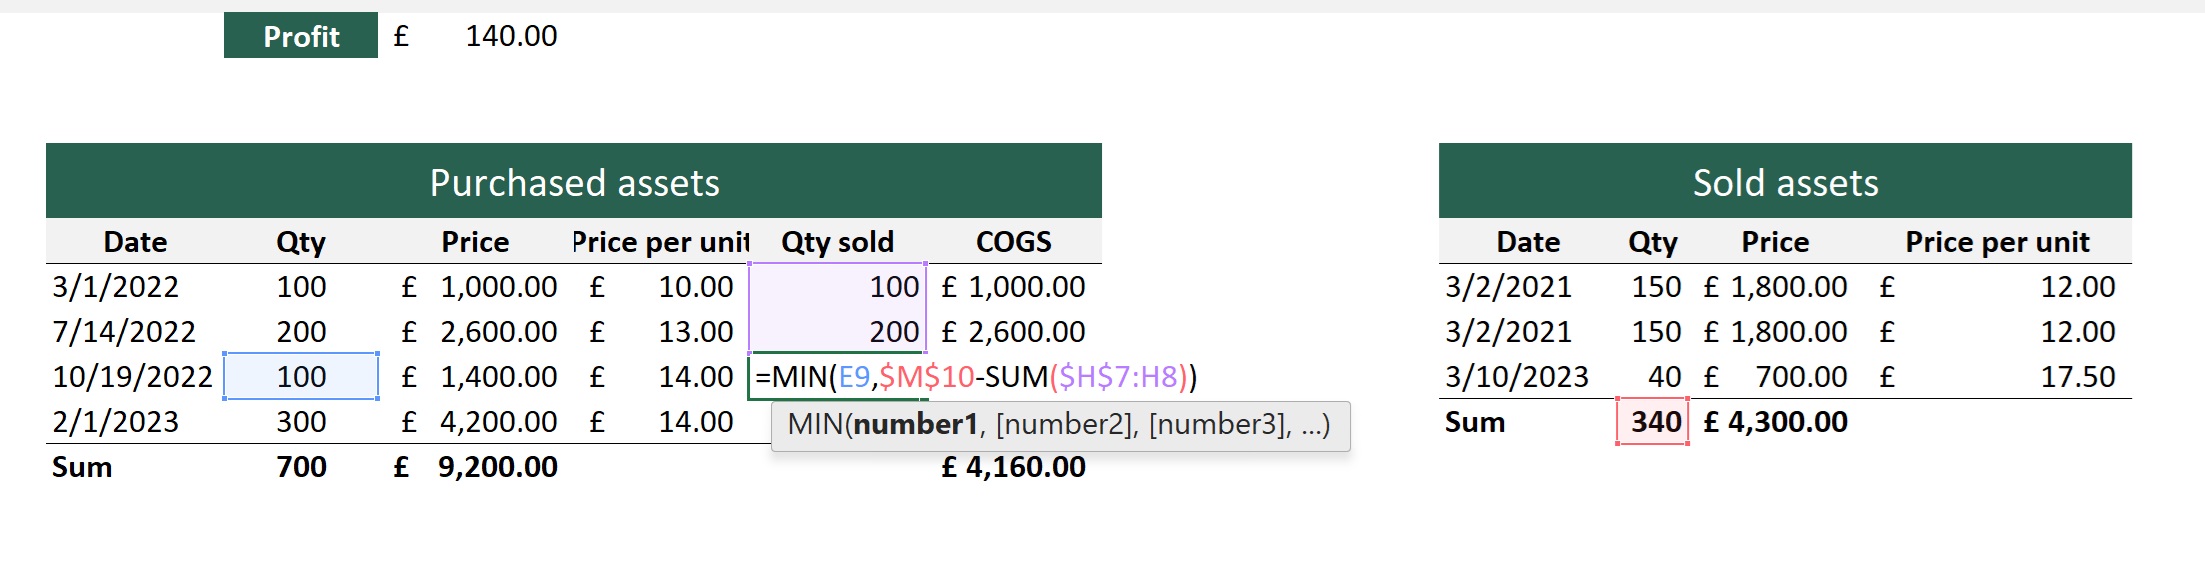 Profit £ 140.00
Purchased assets
Date Qty Price Price per unit Qty sold COGS
3/1/2022 100 £ 1,000.00 £ 10.00 100 £ 1,000.00
7/14/2022 200 £ 2,600.00 £ 13.00 200 £ 2,600.00
10/19/2022 100 £ 1,400.00 £ 14.00 =MIN(E9,$M$10-SUM($H$7:H8))
2/1/2023 300 £ 4,200.00 £ 14.00 MIN(number1, [number2], [number3], ...)
Sum 700 £ 9,200.00 £ 4,160.00
Sold assets
Date Qty Price Price per unit
3/2/2021 150 £ 1,800.00 £ 12.00
3/2/2021 150 £ 1,800.00 £ 12.00
3/10/2023 40 £ 700.00 £ 17.50
Sum 340 £ 4,300.00